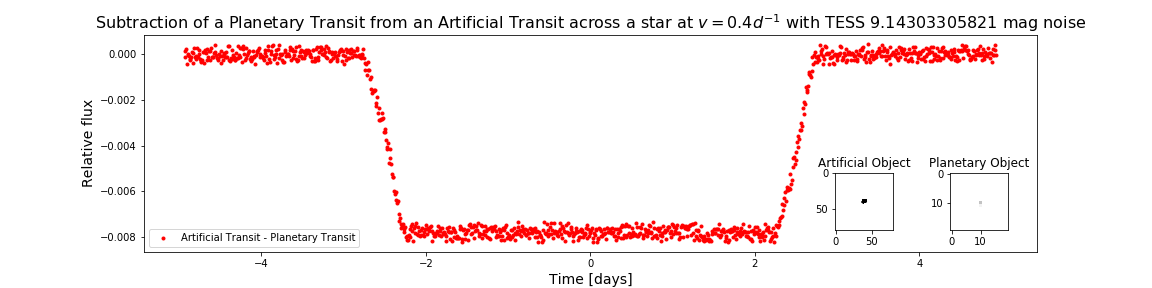 Subtraction of a Planetary Transit from an Artificial Transit across a star at v = 0.4d⁻¹ with TESS 9.14303305821 mag noise
Relative flux
0.000
−0.002
−0.004
−0.006
−0.008
Artificial Transit - Planetary Transit
Artificial Object
0
50
0 50
Planetary Object
0
10
0 10
−4 −2 0 2 4
Time [days]